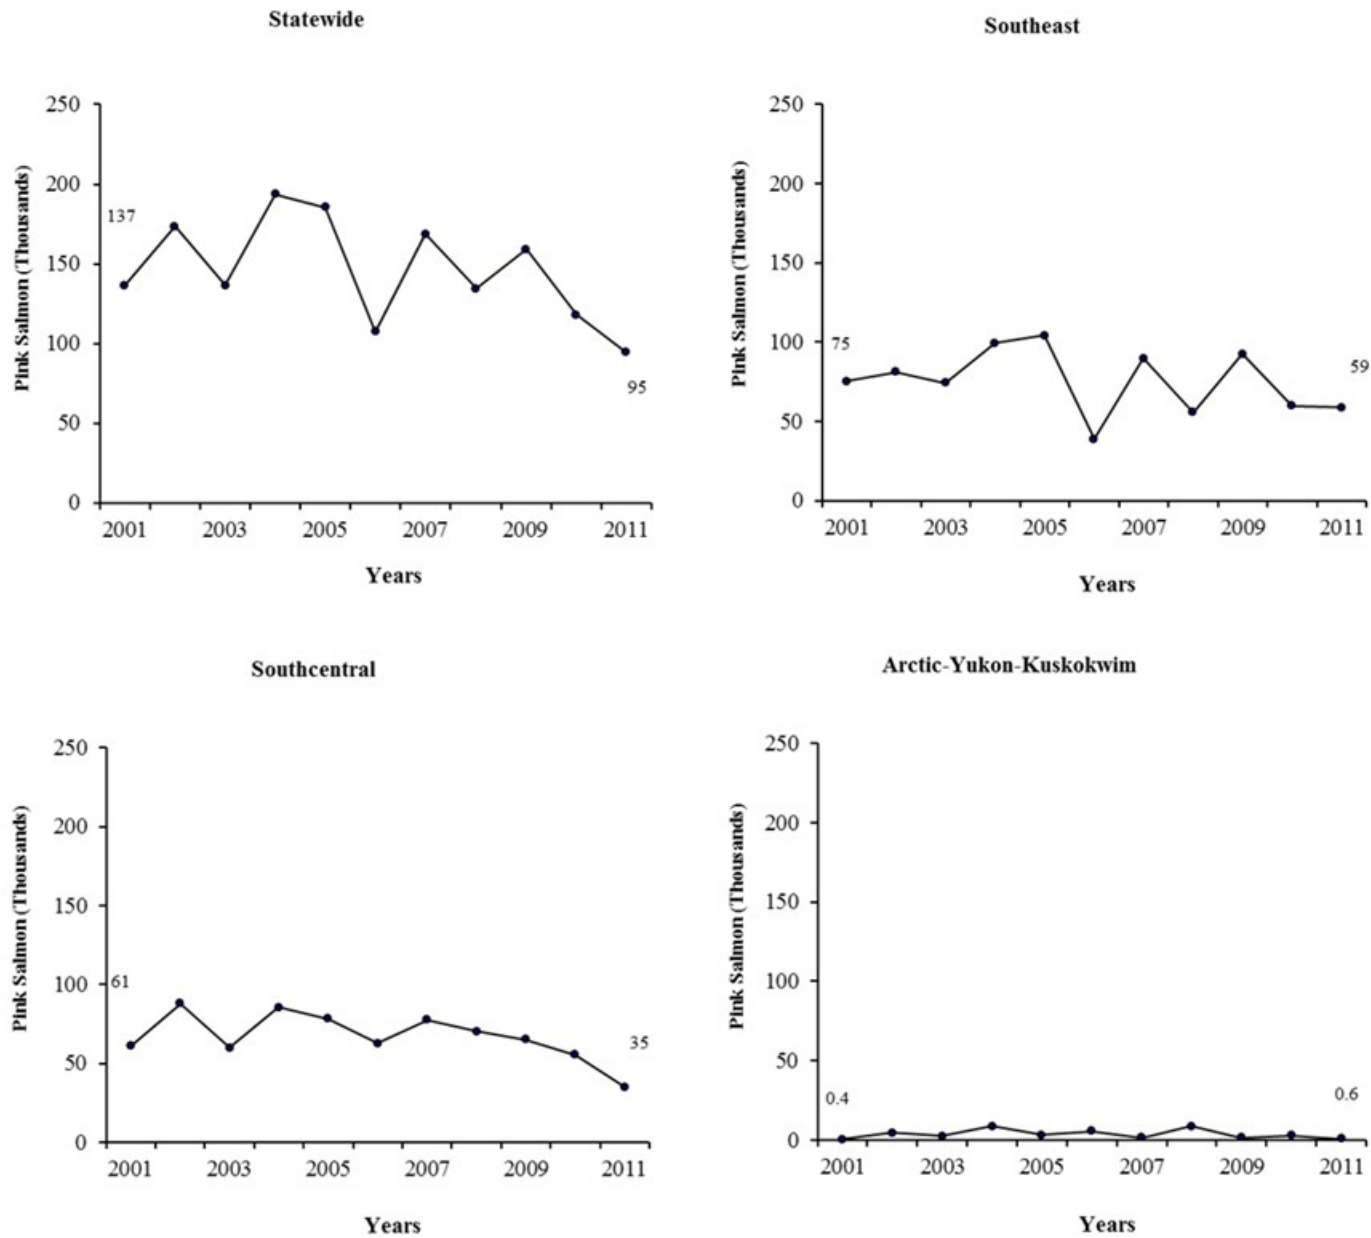 Statewide
250
200
150
100
50
0
137
95
Pink Salmon (Thousands)
2001 2003 2005 2007 2009 2011
Years
Southeast
250
200
150
100
50
0
75
59
Pink Salmon (Thousands)
2001 2003 2005 2007 2009 2011
Years
Southcentral
250
200
150
100
50
0
61
35
Pink Salmon (Thousands)
2001 2003 2005 2007 2009 2011
Years
Arctic-Yukon-Kuskokwim
250
200
150
100
50
0
0.4
0.6
Pink Salmon (Thousands)
2001 2003 2005 2007 2009 2011
Years